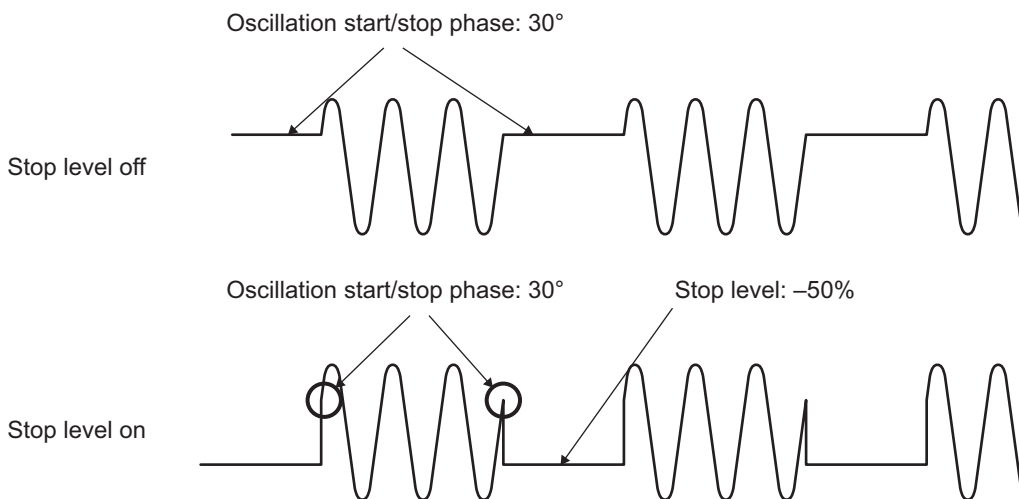 Oscillation start/stop phase: 30°
Stop level off
Oscillation start/stop phase: 30°
Stop level: –50%
Stop level on